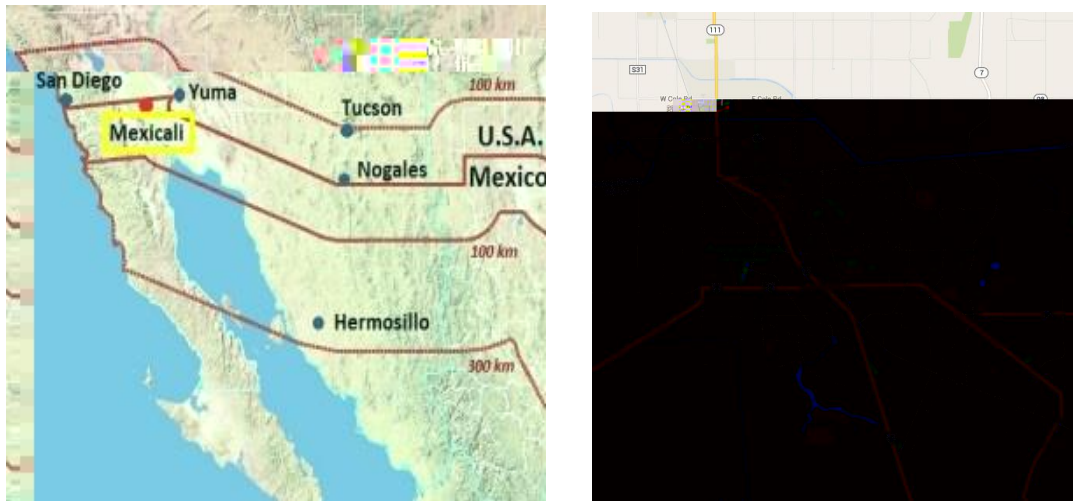 San Diego
Yuma
100 km
Tucson
Mexicali
U.S.A.
Nogales
Mexico
100 km
Hermosillo
300 km
111
S31
7
98
W Cole Rd
E Cole Rd